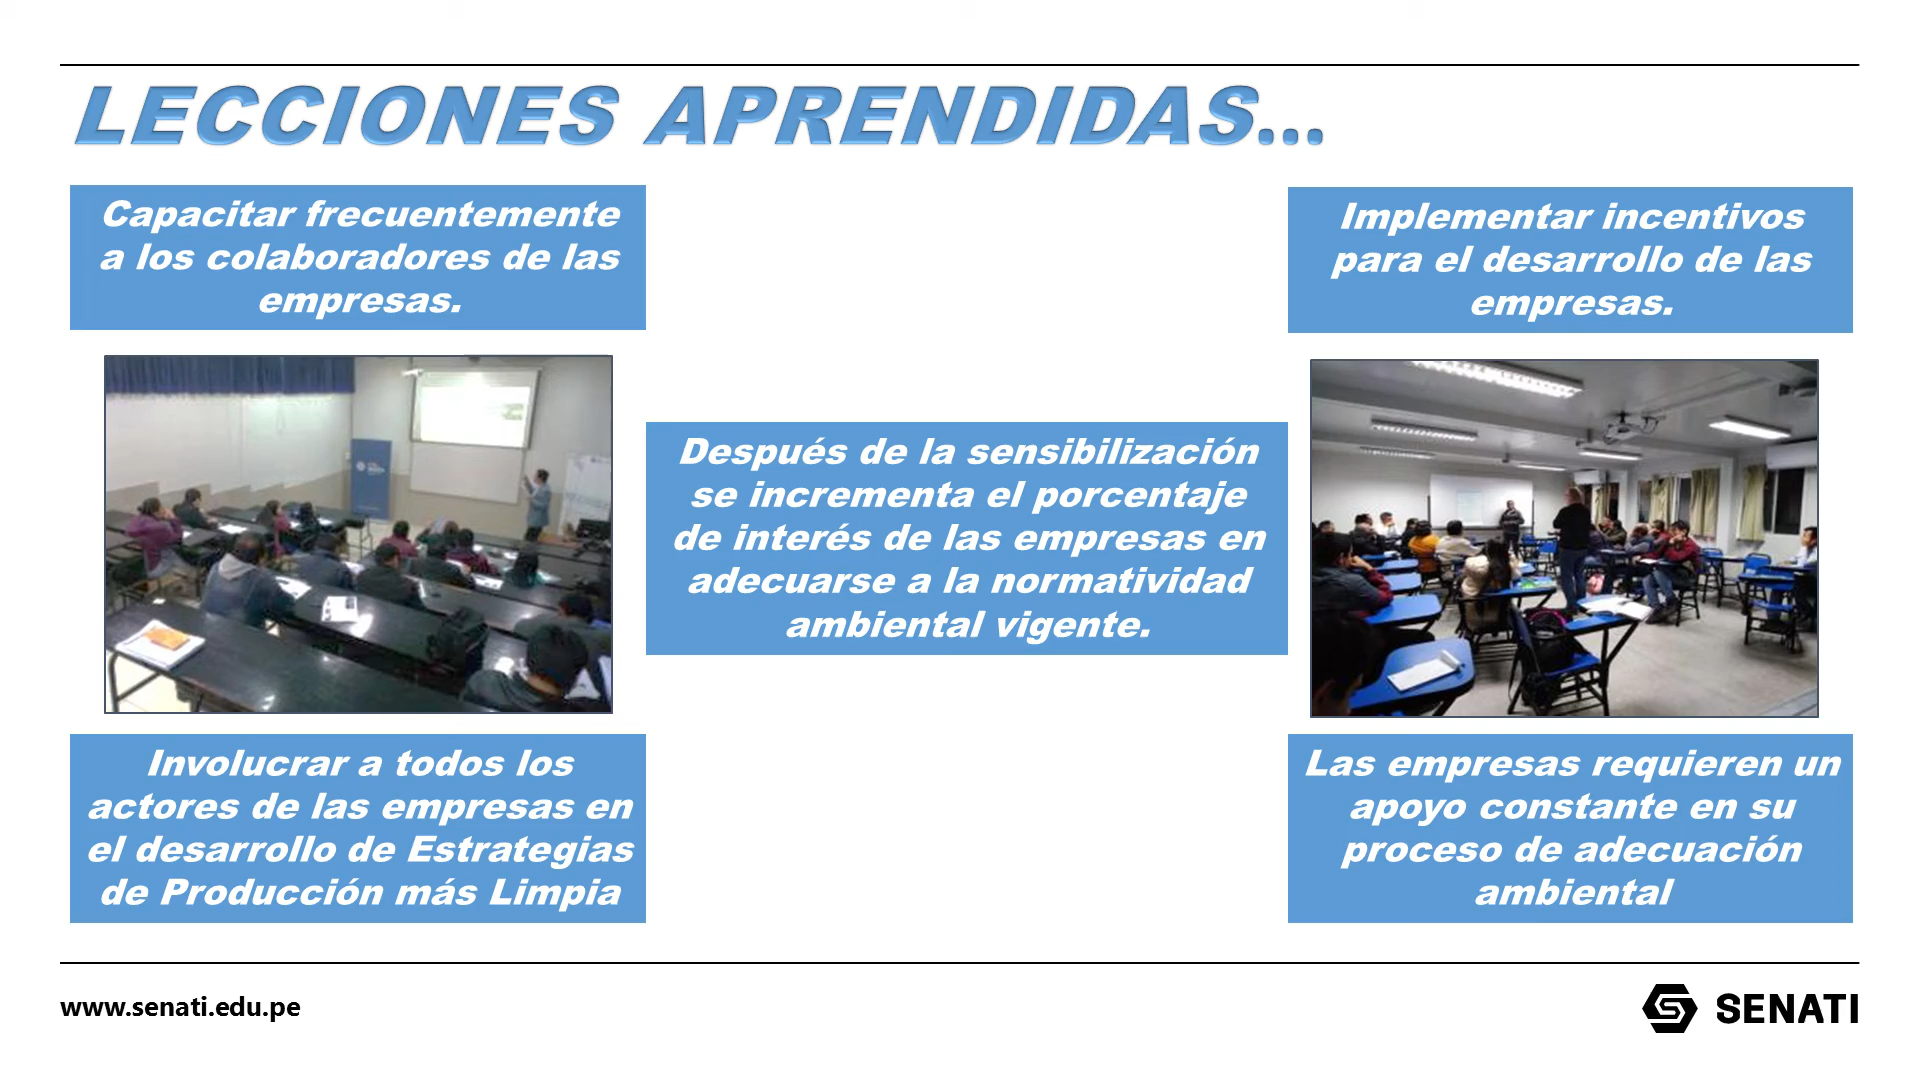 LECCIONES APRENDIDAS...
Capacitar frecuentemente
a los colaboradores de las
empresas.
Implementar incentivos
para el desarrollo de las
empresas.
Después de la sensibilización
se incrementa el porcentaje
de interés de las empresas en
adecuarse a la normatividad
ambiental vigente.
Involucrar a todos los
actores de las empresas en
el desarrollo de Estrategias
de Producción más Limpia
Las empresas requieren un
apoyo constante en su
proceso de adecuación
ambiental
www.senati.edu.pe
SENATI